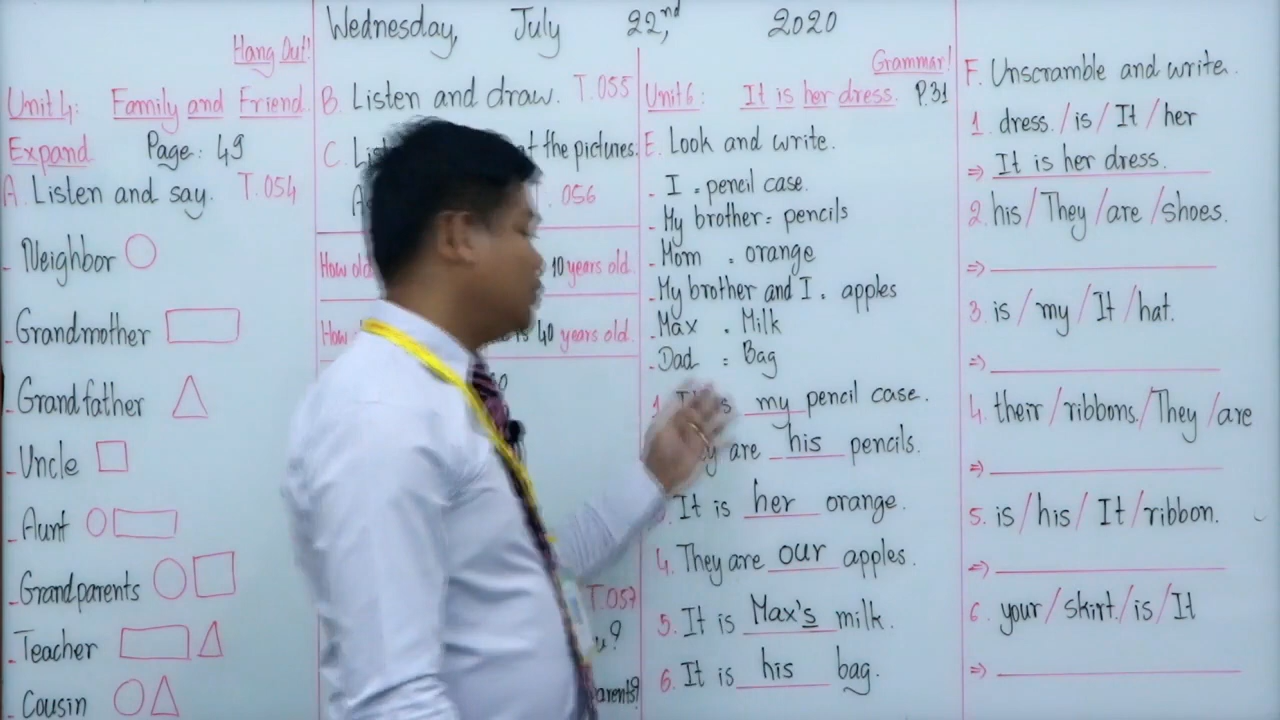 Wednesday, July 22,nd 2020
Hang Out!
Unit 4: Family and Friend.
Expand Page: 49
A. Listen and say. T.054
- Neighbor
- Grandmother
- Grandfather
- Uncle
- Aunt
- Grandparents
- Teacher
- Cousin
B. Listen and draw. T.055
C. the pictures.
056
How old 10 years old.
How 40 years old.
T.057
Grammar!
Unit 6: It is her dress. P.31
E. Look and write.
- I = pencil case.
- My brother = pencils
- Mom = orange
- My brother and I = apples
- Max = Milk
- Dad = Bag
my pencil case.
are his pencils.
It is her orange.
4. They are our apples.
5. It is Max's milk.
6. It is his bag.
F. Unscramble and write.
1. dress. / is / It / her
=> It is her dress.
2. his / They / are / shoes.
=>
3. is / my / It / hat.
=>
4. their / ribbons. / They / are
=>
5. is / his / It / ribbon.
=>
6. your / skirt. / is / It
=>